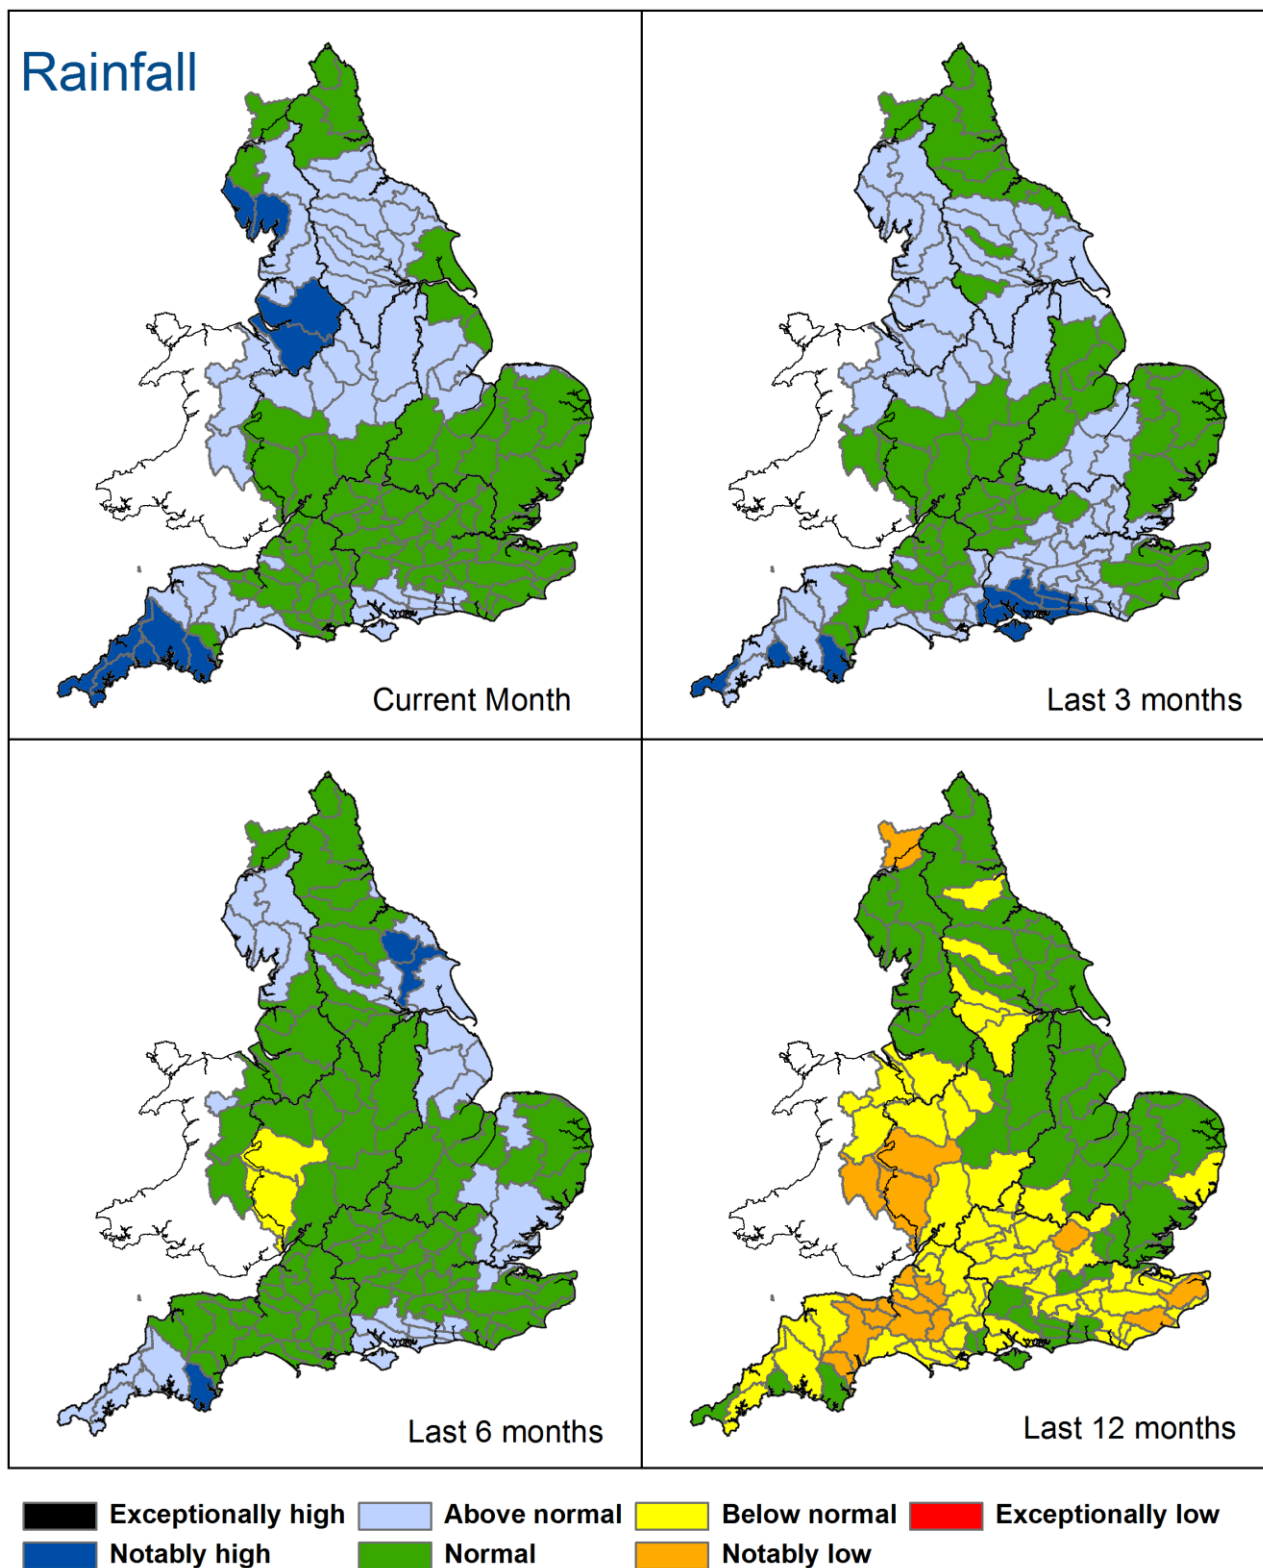 Rainfall
Current Month
Last 3 months
Last 6 months
Last 12 months
Exceptionally high
Above normal
Below normal
Exceptionally low
Notably high
Normal
Notably low